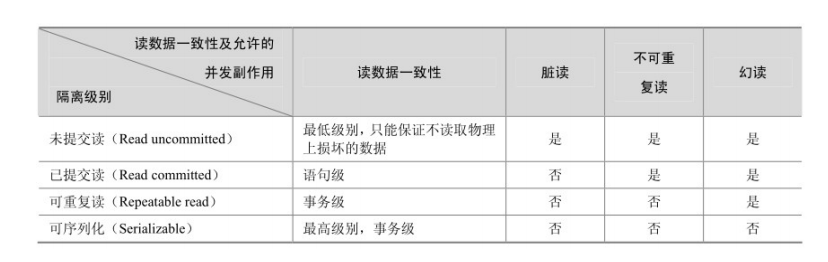 读数据一致性及允许的
并发副作用
隔离级别
读数据一致性
脏读
不可重
复读
幻读
未提交读（Read uncommitted）
最低级别，只能保证不读取物理
上损坏的数据
是
是
是
已提交读（Read committed）
语句级
否
是
是
可重复读（Repeatable read）
事务级
否
否
是
可序列化（Serializable）
最高级别，事务级
否
否
否